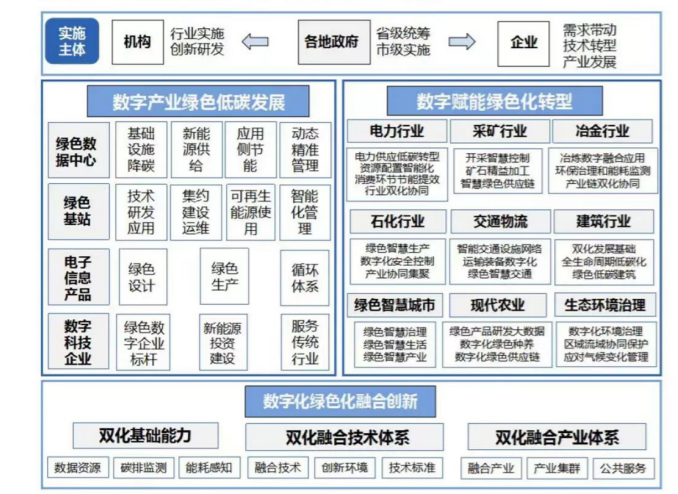 实施
主体
机构
行业实施
创新研发
各地政府
省级统筹
市级实施
企业
需求带动
技术转型
产业发展
数字产业绿色低碳发展
绿色数
据中心
基础
设施
降碳
新能
源供
给
应用
侧节
能
动态
精准
管理
绿色
基站
技术
研发
应用
集约
建设
运维
可再生
能源使
用
智能
化管
理
电子
信息
产品
绿色
设计
绿色
生产
循环
体系
数字
科技
企业
绿色数
字企业
标杆
新能源
投资
建设
服务
传统
行业
数字赋能绿色化转型
电力行业
电力供应低碳转型
资源配置智能化
消费环节节能提效
行业双化协同
采矿行业
开采智慧控制
矿石精益加工
智慧绿色供应链
冶金行业
冶炼数字融合应用
环保治理和能耗监测
产业链双化协同
石化行业
绿色智慧生产
数字化安全控制
产业协同集聚
交通物流
智能交通设施网络
运输装备数字化
绿色智慧交通
建筑行业
双化发展基础
全生命周期低碳化
绿色低碳建筑
绿色智慧城市
绿色智慧治理
绿色智慧生活
绿色智慧产业
现代农业
绿色产品研发大数据
数字化绿色种养
数字化绿色供应链
生态环境治理
数字化环境治理
区域流域协同保护
应对气候变化管理
数字化绿色化融合创新
双化基础能力
数据资源
碳排监测
能耗感知
双化融合技术体系
融合技术
创新环境
技术标准
双化融合产业体系
融合产业
产业集群
公共服务